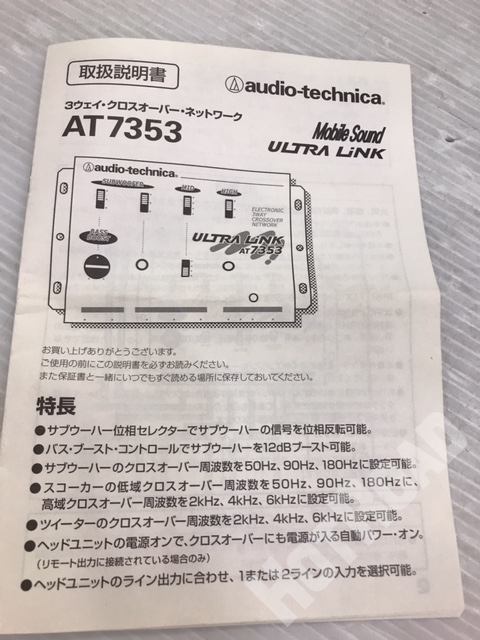 取扱説明書
audio-technica®
3ウェイ・クロスオーバー・ネットワーク
AT7353
Mobile Sound
ULTRA LiNK
audio-technica®
SUBWOOFER
MID
HIGH
ELECTRONIC
3WAY
CROSSOVER
NETWORK
BASS
BOOST
ULTRA LiNK
AT7353
お買い上げありがとうございます。
ご使用の前にこの説明書を必ずお読みください。
また保証書と一緒にいつでもすぐ読める場所に保存しておいてください。
特長
●サブウーハー位相セレクターでサブウーハーの信号を位相反転可能。
●バス・ブースト・コントロールでサブウーハーを12dBブースト可能。
●サブウーハーのクロスオーバー周波数を50Hz、90Hz、180Hzに設定可能。
●スコーカーの低域クロスオーバー周波数を50Hz、90Hz、180Hzに、
高域クロスオーバー周波数を2kHz、4kHz、6kHzに設定可能。
●ツイーターのクロスオーバー周波数を2kHz、4kHz、6kHzに設定可能。
●ヘッドユニットの電源オンで、クロスオーバーにも電源が入る自動パワー・オン。
(リモート出力に接続されている場合のみ)
●ヘッドユニットのライン出力に合わせ、1または2ラインの入力を選択可能。